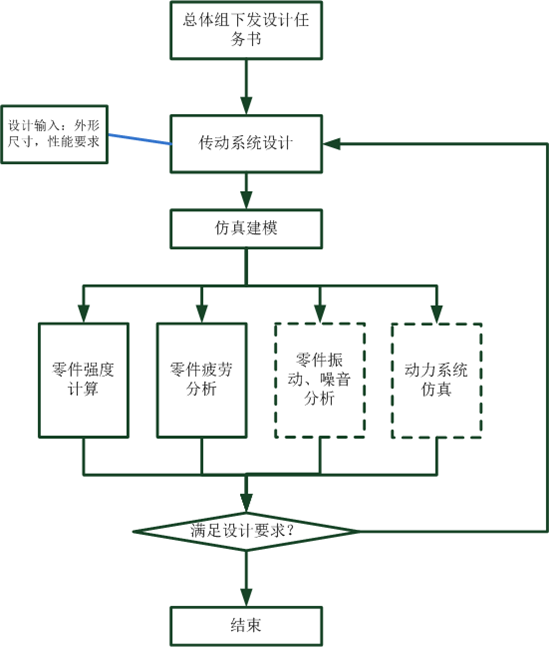 总体组下发设计任
务书
设计输入：外形
尺寸，性能要求
传动系统设计
仿真建模
零件强度
计算
零件疲劳
分析
零件振
动、噪音
分析
动力系统
仿真
满足设计要求？
结束